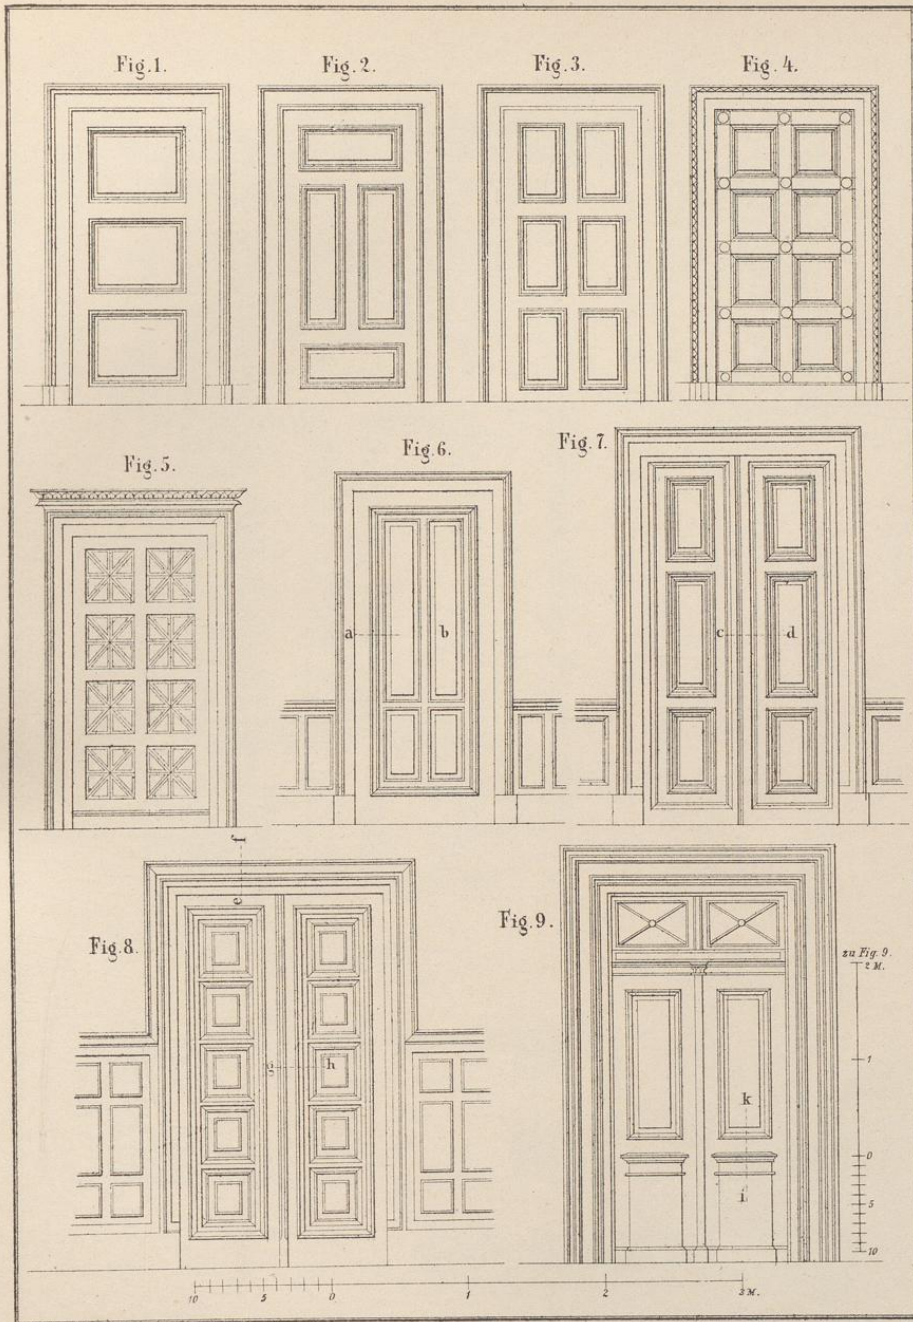 Fig. 1.
Fig. 2.
Fig. 3.
Fig. 4.
Fig. 5.
Fig. 6.
Fig. 7.
a
b
c
d
f
e
Fig. 8.
Fig. 9.
zu Fig. 9.
2 M.
g
h
k
i
1
0
5
10
10
5
0
1
2
3 M.